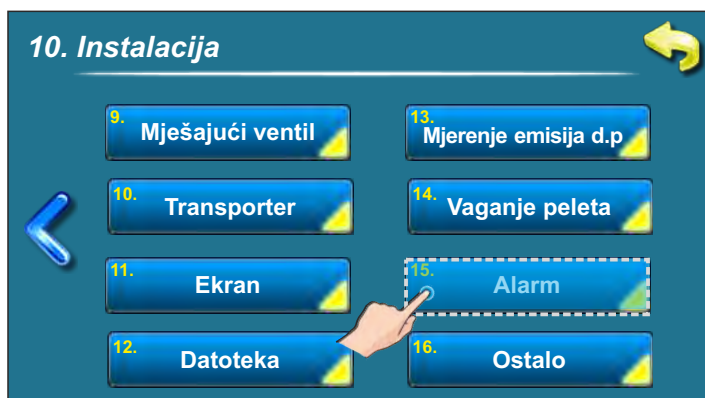 10. Instalacija
9. Mješajući ventil
13. Mjerenje emisija d.p
10. Transporter
14. Vaganje peleta
11. Ekran
15. Alarm
12. Datoteka
16. Ostalo